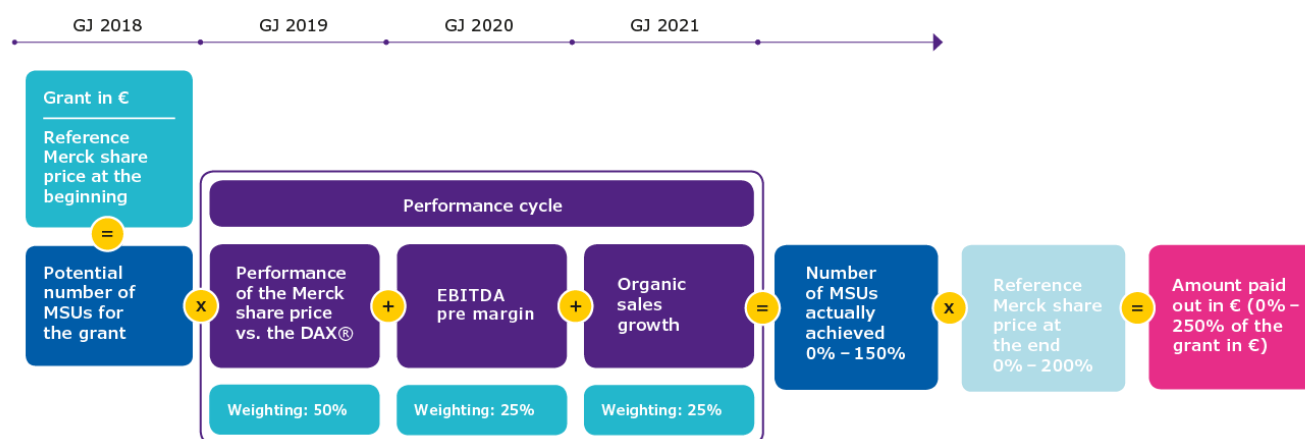 GJ 2018
GJ 2019
GJ 2020
GJ 2021
Grant in €
Reference
Merck share
price at the
beginning
=
Potential
number of
MSUs for
the grant
x
Performance cycle
Performance
of the Merck
share price
vs. the DAX®
Weighting: 50%
+
EBITDA
pre margin
Weighting: 25%
+
Organic
sales
growth
Weighting: 25%
=
Number
of MSUs
actually
achieved
0% – 150%
x
Reference
Merck share
price at
the end
0% – 200%
=
Amount paid
out in € (0% –
250% of the
grant in €)